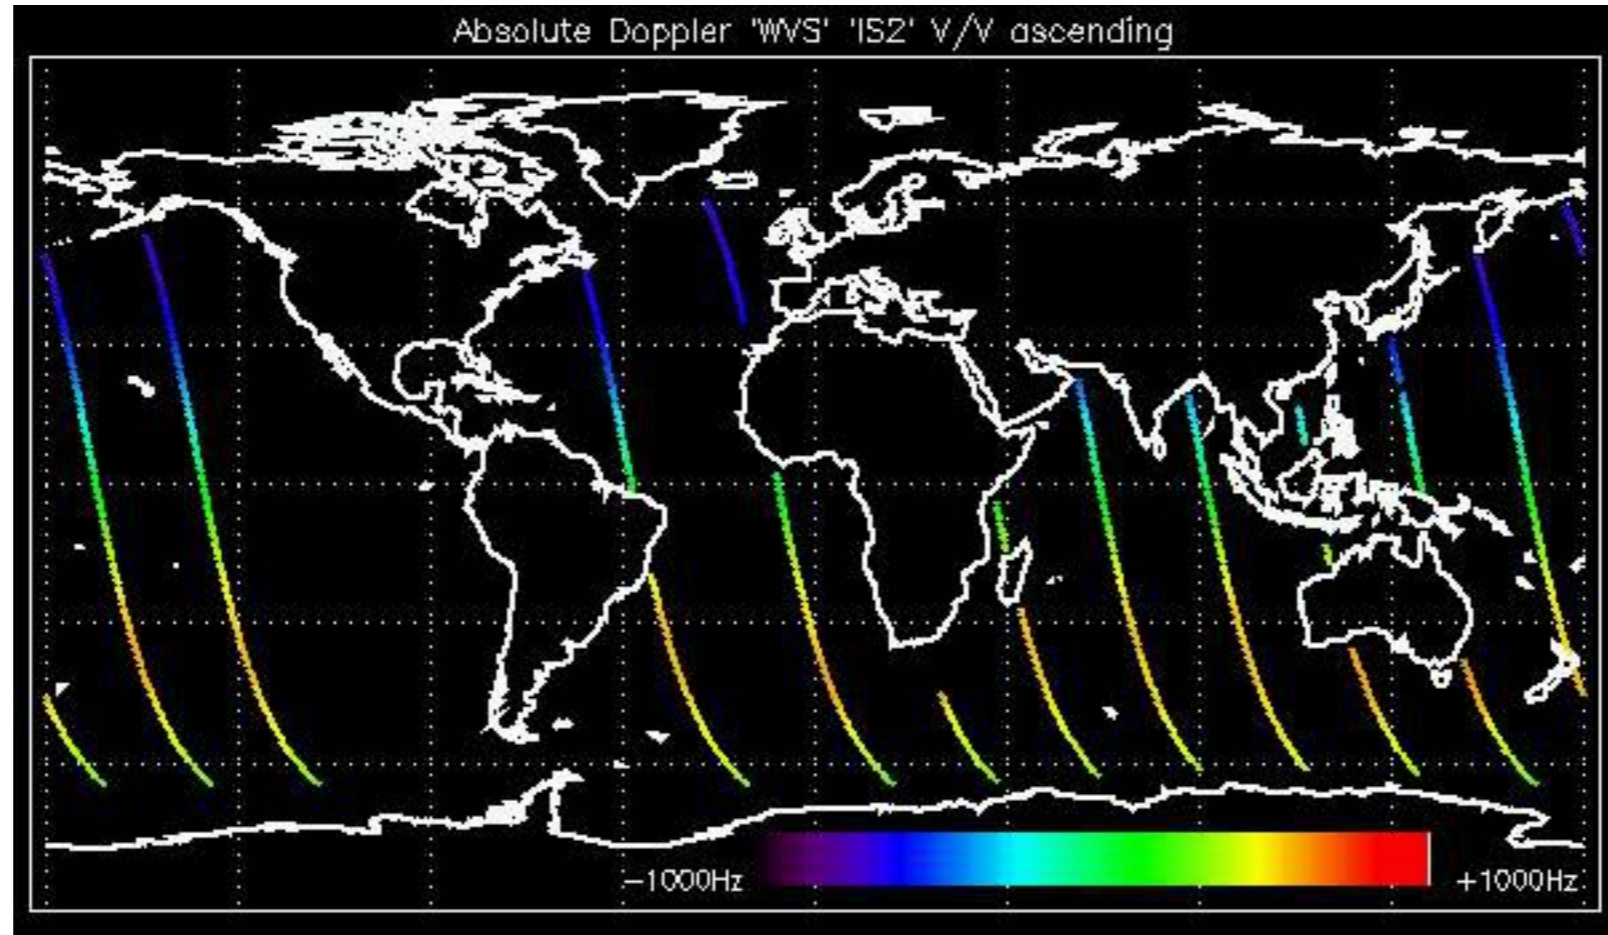 Absolute Doppler 'WVS' 'IS2' V/V ascending
−1000Hz
+1000Hz